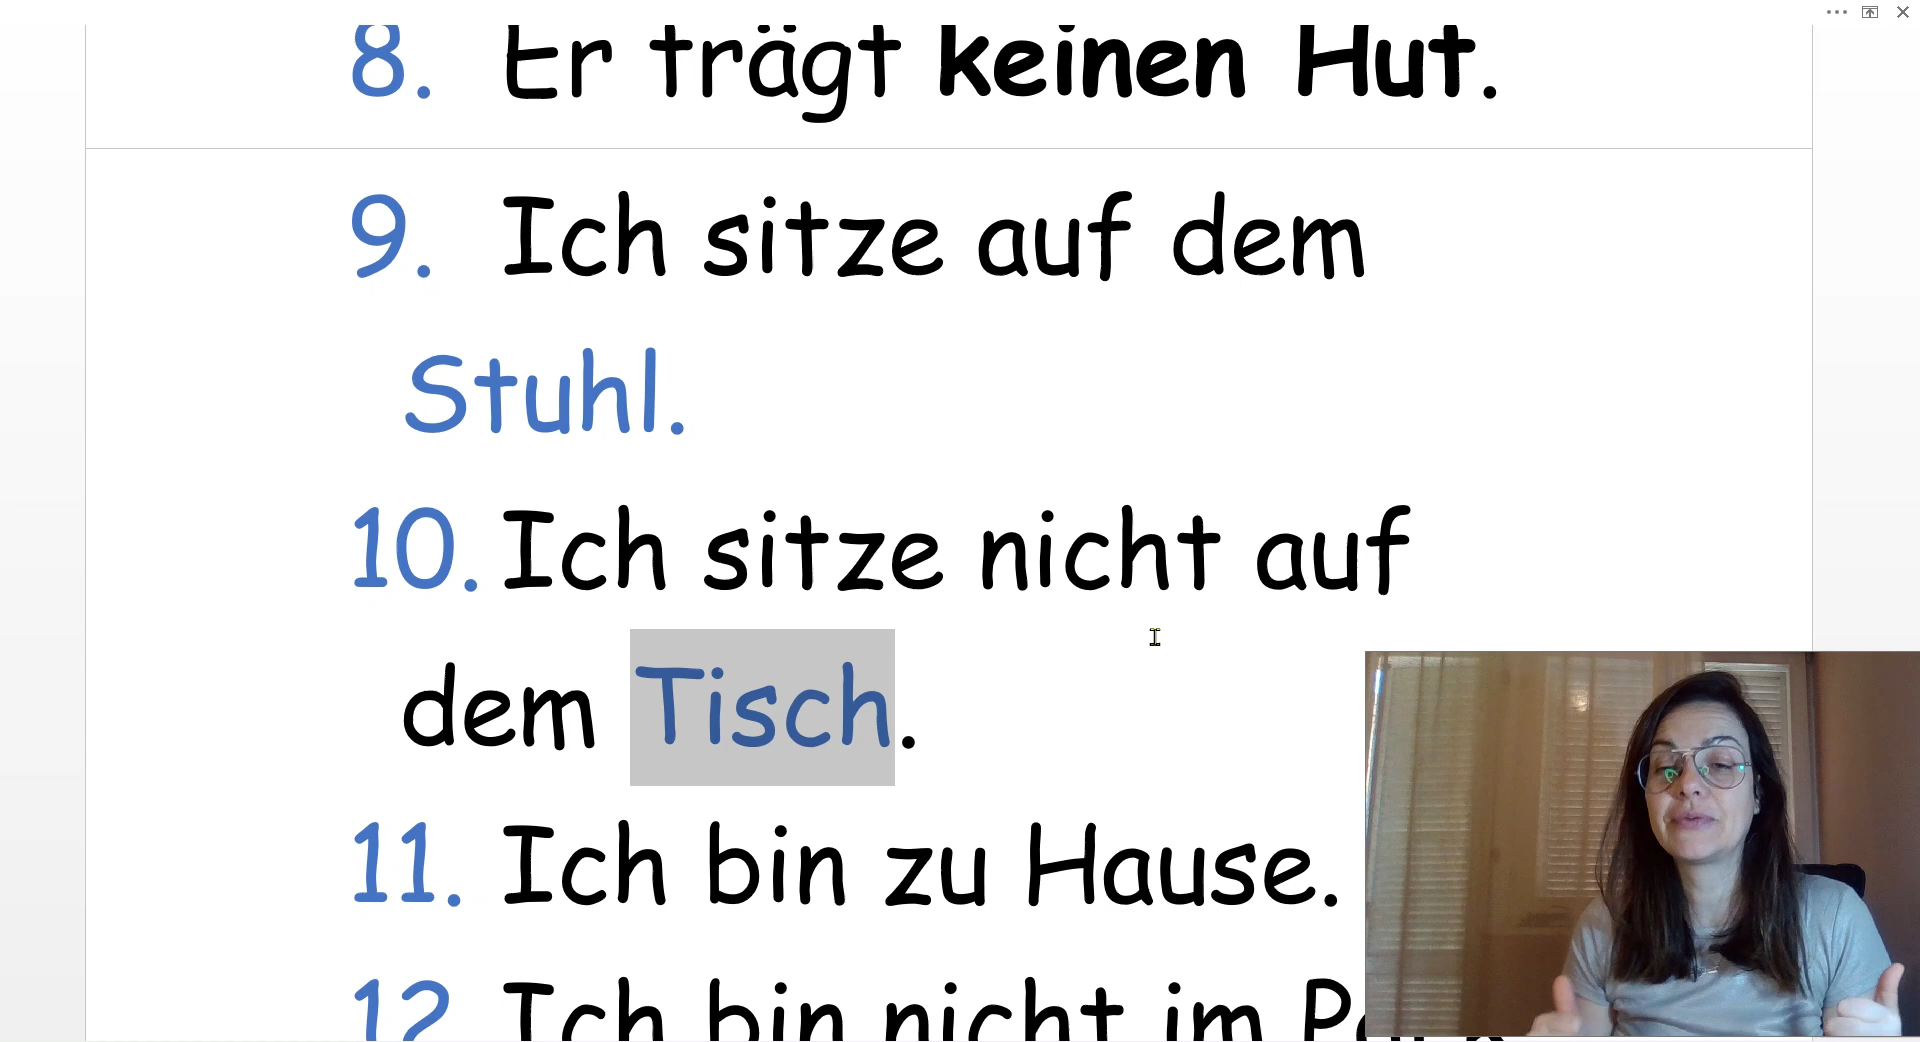 8. Er trägt keinen Hut.
9. Ich sitze auf dem
Stuhl.
10. Ich sitze nicht auf
dem Tisch.
11. Ich bin zu Hause.
12 Ich bin nicht im